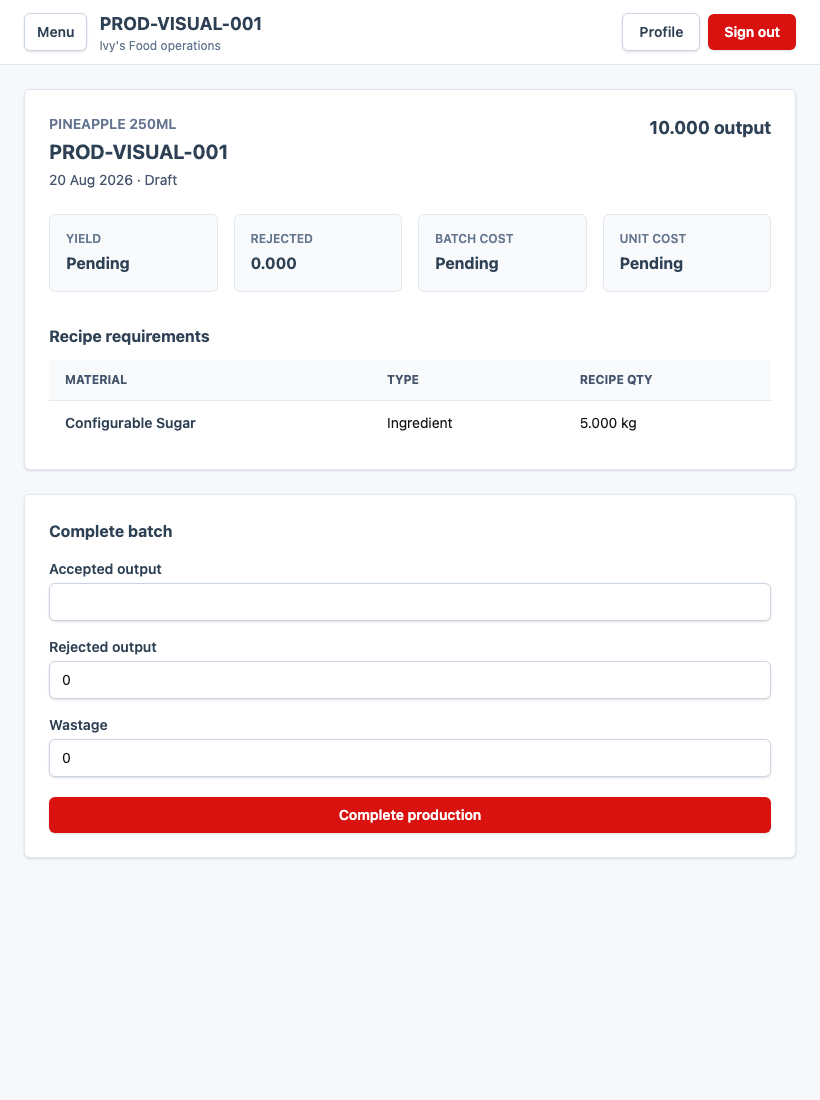 Menu
PROD-VISUAL-001
Ivy's Food operations
Profile
Sign out
PINEAPPLE 250ML
PROD-VISUAL-001
20 Aug 2026 · Draft
10.000 output
YIELD
Pending
REJECTED
0.000
BATCH COST
Pending
UNIT COST
Pending
Recipe requirements
MATERIAL TYPE RECIPE QTY
Configurable Sugar Ingredient 5.000 kg
Complete batch
Accepted output
Rejected output
0
Wastage
0
Complete production